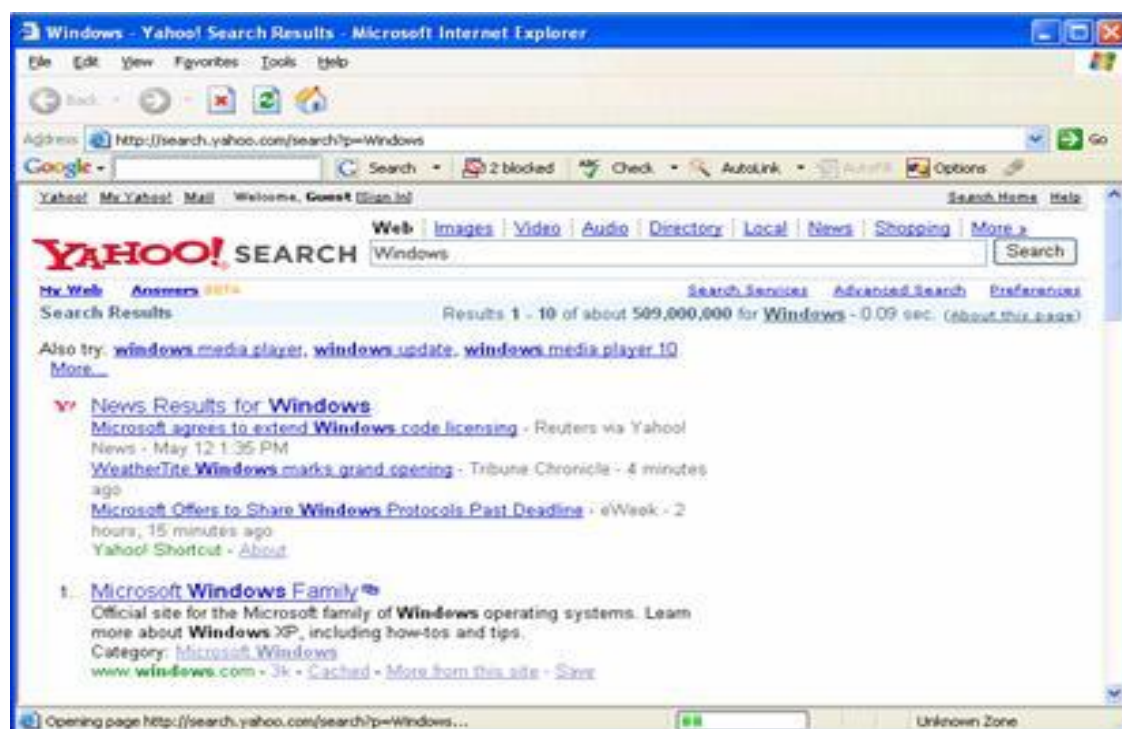 Windows - Yahoo! Search Results - Microsoft Internet Explorer
File Edit View Favorites Tools Help
Back
Address http://search.yahoo.com/search?p=Windows Go
Google Search 2 blocked Check AutoLink AutoFill Options
Yahoo! My Yahoo! Mail Welcome, Guest [Sign In] Search Home Help
Web Images Video Audio Directory Local News Shopping More »
YAHOO! SEARCH Windows Search
My Web Answers BETA Search Services Advanced Search Preferences
Search Results Results 1 - 10 of about 509,000,000 for Windows - 0.09 sec. (About this page)
Also try: windows media player, windows update, windows media player 10
More...
Y! News Results for Windows
Microsoft agrees to extend Windows code licensing - Reuters via Yahoo!
News - May 12 1:35 PM
WeatherTite Windows marks grand opening - Tribune Chronicle - 4 minutes
ago
Microsoft Offers to Share Windows Protocols Past Deadline - eWeek - 2
hours, 15 minutes ago
Yahoo! Shortcut - About
1. Microsoft Windows Family
Official site for the Microsoft family of Windows operating systems. Learn
more about Windows XP, including how-tos and tips.
Category: Microsoft Windows
www.windows.com - 3k - Cached - More from this site - Save
Opening page http://search.yahoo.com/search?p=Windows... Unknown Zone